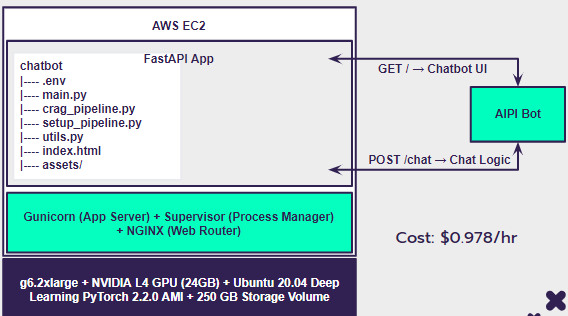 AWS EC2
FastAPI App
chatbot
|---- .env
|---- main.py
|---- crag_pipeline.py
|---- setup_pipeline.py
|---- utils.py
|---- index.html
|---- assets/
GET / → Chatbot UI
AIPI Bot
POST /chat → Chat Logic
Gunicorn (App Server) + Supervisor (Process Manager)
+ NGINX (Web Router)
Cost: $0.978/hr
g6.2xlarge + NVIDIA L4 GPU (24GB) + Ubuntu 20.04 Deep
Learning PyTorch 2.2.0 AMI + 250 GB Storage Volume